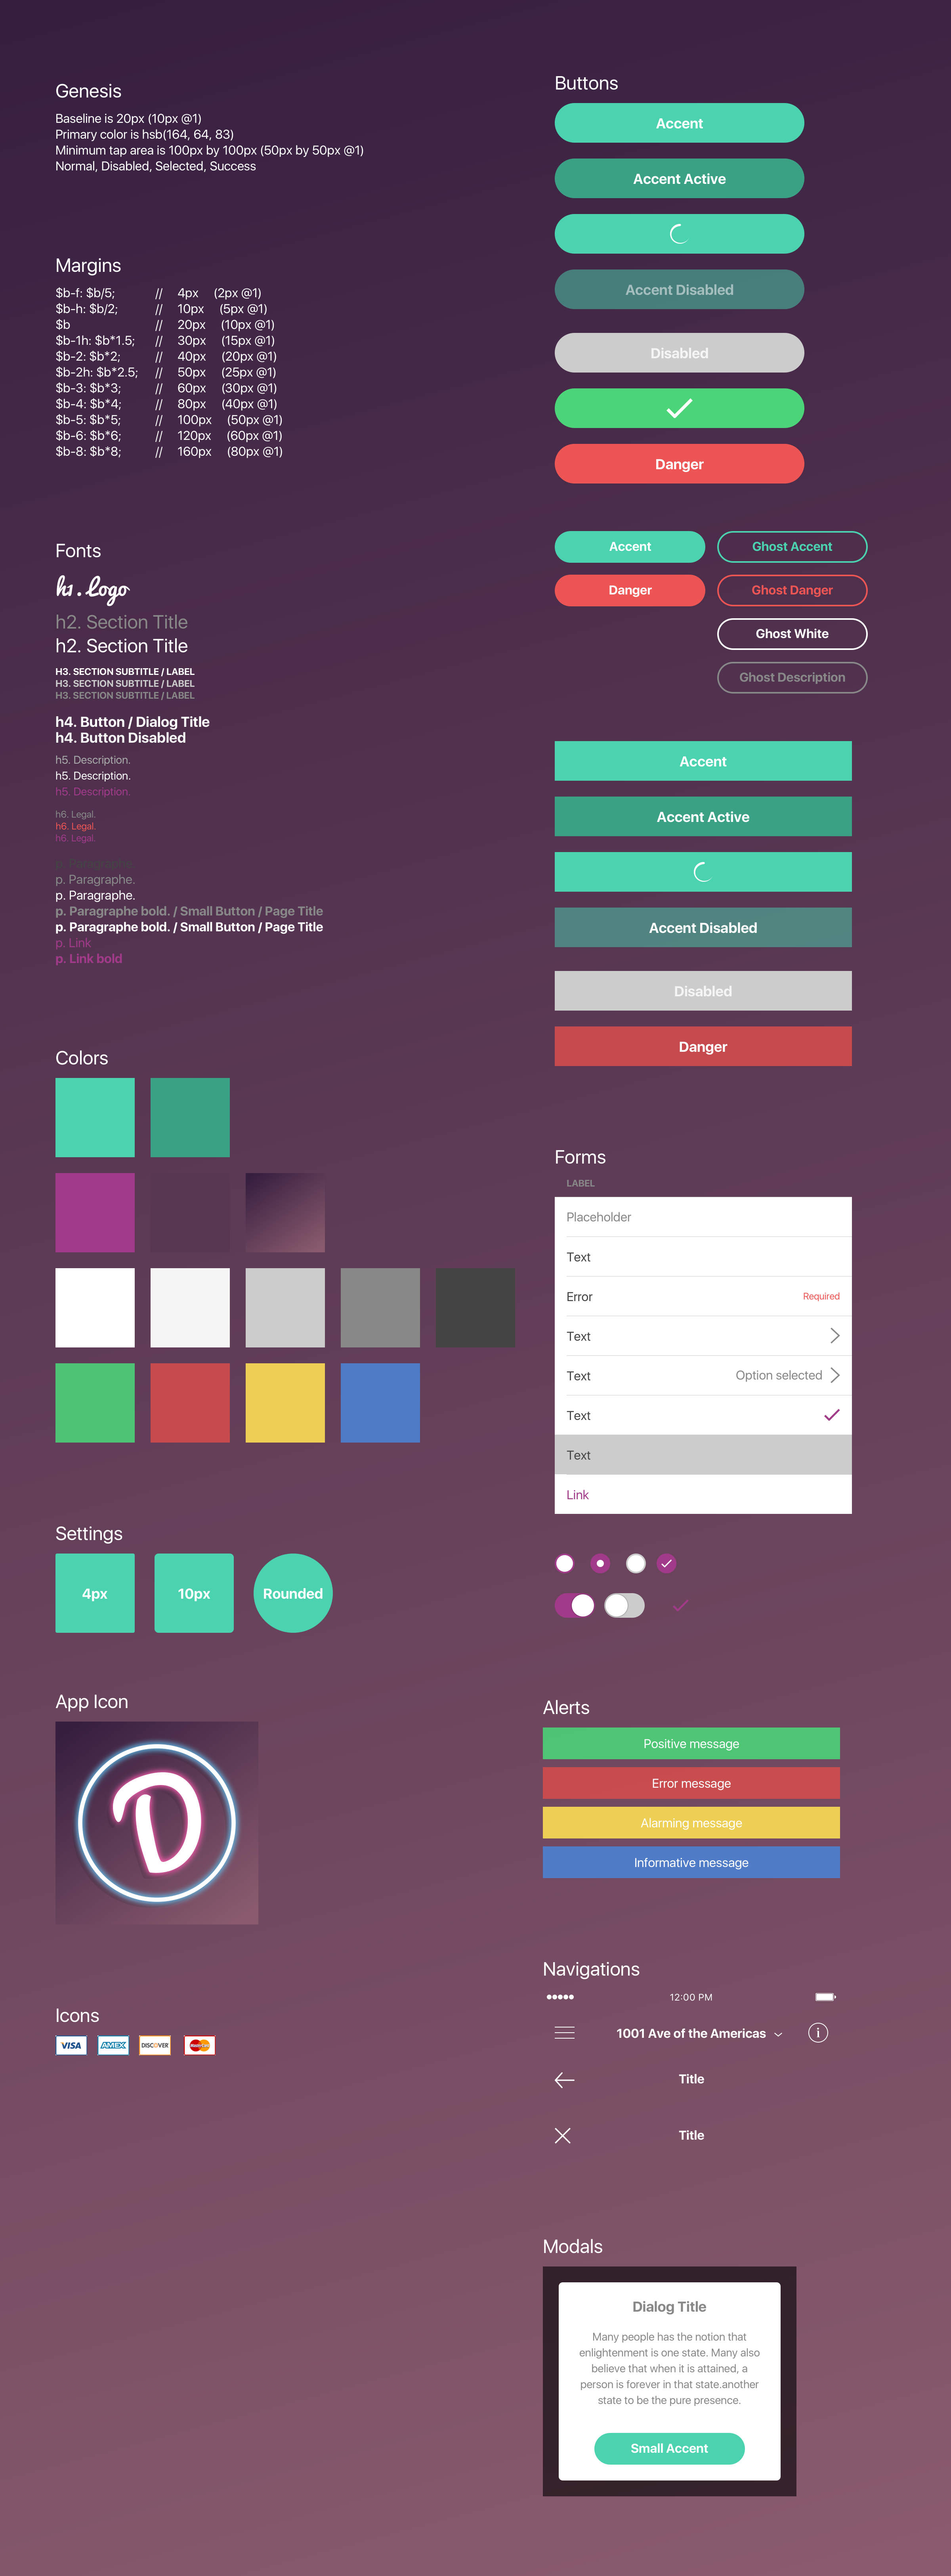 Genesis
Baseline is 20px (10px @1)
Primary color is hsb(164, 64, 83)
Minimum tap area is 100px by 100px (50px by 50px @1)
Normal, Disabled, Selected, Success
Margins
$b-f: $b/5; // 4px (2px @1)
$b-h: $b/2; // 10px (5px @1)
$b // 20px (10px @1)
$b-1h: $b*1.5; // 30px (15px @1)
$b-2: $b*2; // 40px (20px @1)
$b-2h: $b*2.5; // 50px (25px @1)
$b-3: $b*3; // 60px (30px @1)
$b-4: $b*4; // 80px (40px @1)
$b-5: $b*5; // 100px (50px @1)
$b-6: $b*6; // 120px (60px @1)
$b-8: $b*8; // 160px (80px @1)
Fonts
h1. Logo
h2. Section Title
h2. Section Title
H3. SECTION SUBTITLE / LABEL
H3. SECTION SUBTITLE / LABEL
H3. SECTION SUBTITLE / LABEL
h4. Button / Dialog Title
h4. Button Disabled
h5. Description.
h5. Description.
h5. Description.
h6. Legal.
h6. Legal.
h6. Legal.
p. Paragraphe.
p. Paragraphe.
p. Paragraphe.
p. Paragraphe bold. / Small Button / Page Title
p. Paragraphe bold. / Small Button / Page Title
p. Link
p. Link bold
Colors
Settings
4px
10px
Rounded
App Icon
D
Icons
VISA
AMEX
DISCOVER
MasterCard
Buttons
Accent
Accent Active
Accent Disabled
Disabled
Danger
Accent
Ghost Accent
Danger
Ghost Danger
Ghost White
Ghost Description
Accent
Accent Active
Accent Disabled
Disabled
Danger
Forms
LABEL
Placeholder
Text
Error Required
Text
Text Option selected
Text
Text
Link
Alerts
Positive message
Error message
Alarming message
Informative message
Navigations
12:00 PM
1001 Ave of the Americas
Title
Title
Modals
Dialog Title
Many people has the notion that
enlightenment is one state. Many also
believe that when it is attained, a
person is forever in that state.another
state to be the pure presence.
Small Accent